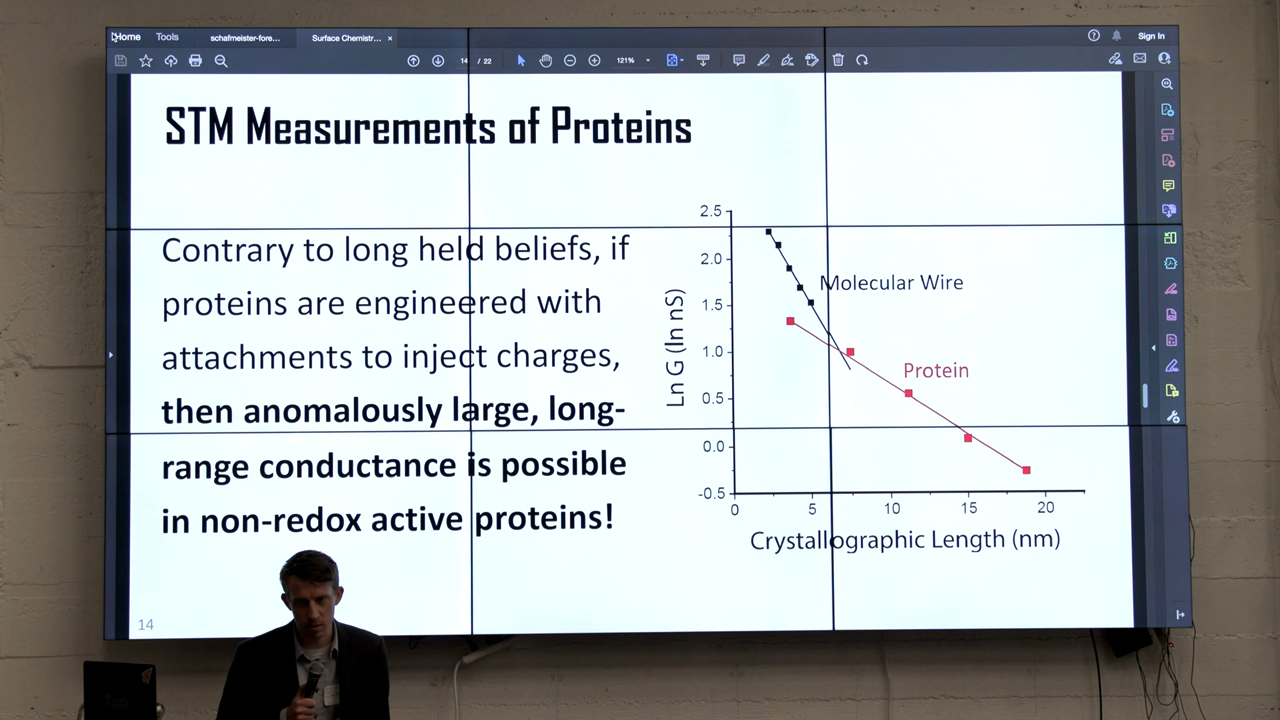 Home Tools schafmeister-fore... Surface Chemistr... × Sign In
14 / 22 121%
STM Measurements of Proteins
Contrary to long held beliefs, if
proteins are engineered with
attachments to inject charges,
then anomalously large, long-
range conductance is possible
in non-redox active proteins!
2.5
2.0
1.5
1.0
0.5
0.0
-0.5
Ln G (ln nS)
Molecular Wire
Protein
0 5 10 15 20
Crystallographic Length (nm)
14